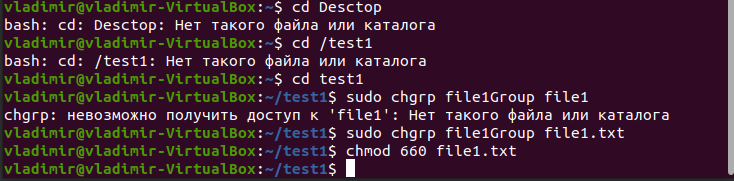 vladimir@vladimir-VirtualBox:~$ cd Desctop
bash: cd: Desctop: Нет такого файла или каталога
vladimir@vladimir-VirtualBox:~$ cd /test1
bash: cd: /test1: Нет такого файла или каталога
vladimir@vladimir-VirtualBox:~$ cd test1
vladimir@vladimir-VirtualBox:~/test1$ sudo chgrp file1Group file1
chgrp: невозможно получить доступ к 'file1': Нет такого файла или каталога
vladimir@vladimir-VirtualBox:~/test1$ sudo chgrp file1Group file1.txt
vladimir@vladimir-VirtualBox:~/test1$ chmod 660 file1.txt
vladimir@vladimir-VirtualBox:~/test1$